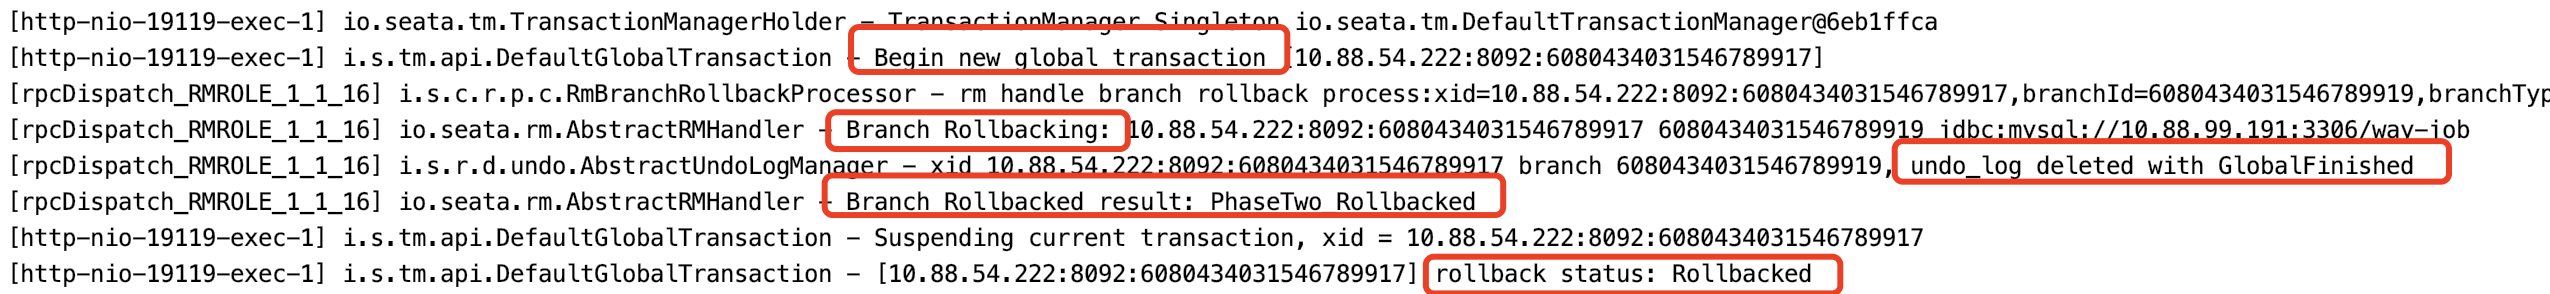 [http-nio-19119-exec-1] io.seata.tm.TransactionManagerHolder - TransactionManager Singleton io.seata.tm.DefaultTransactionManager@6eb1ffca
[http-nio-19119-exec-1] i.s.tm.api.DefaultGlobalTransaction - Begin new global transaction [10.88.54.222:8092:6080434031546789917]
[rpcDispatch_RMROLE_1_1_16] i.s.c.r.p.c.RmBranchRollbackProcessor - rm handle branch rollback process:xid=10.88.54.222:8092:6080434031546789917,branchId=6080434031546789919,branchTyp
[rpcDispatch_RMROLE_1_1_16] io.seata.rm.AbstractRMHandler - Branch Rollbacking: 10.88.54.222:8092:6080434031546789917 6080434031546789919 jdbc:mysql://10.88.99.191:3306/way-job
[rpcDispatch_RMROLE_1_1_16] i.s.r.d.undo.AbstractUndoLogManager - xid 10.88.54.222:8092:6080434031546789917 branch 6080434031546789919, undo_log deleted with GlobalFinished
[rpcDispatch_RMROLE_1_1_16] io.seata.rm.AbstractRMHandler - Branch Rollbacked result: PhaseTwo_Rollbacked
[http-nio-19119-exec-1] i.s.tm.api.DefaultGlobalTransaction - Suspending current transaction, xid = 10.88.54.222:8092:6080434031546789917
[http-nio-19119-exec-1] i.s.tm.api.DefaultGlobalTransaction - [10.88.54.222:8092:6080434031546789917] rollback status: Rollbacked